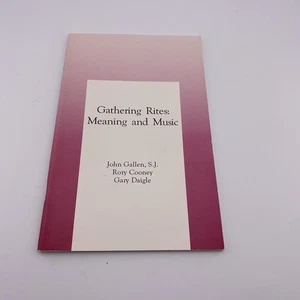 Gathering Rites:
Meaning and Music
John Gallen, S.J.
Rory Cooney
Gary Daigle